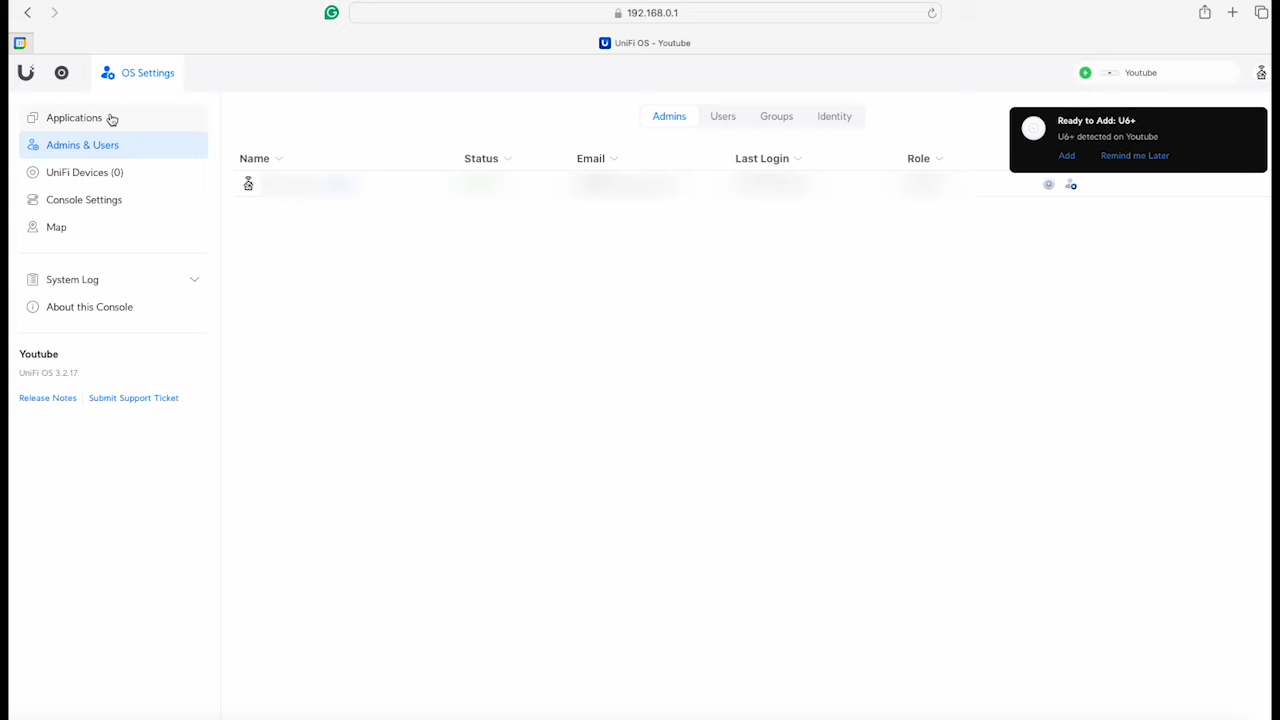 192.168.0.1
UniFi OS - Youtube
OS Settings
Youtube
Applications
Admins & Users
UniFi Devices (0)
Console Settings
Map
System Log
About this Console
Youtube
UniFi OS 3.2.17
Release Notes Submit Support Ticket
Admins Users Groups Identity
Name Status Email Last Login Role
Ready to Add: U6+
U6+ detected on Youtube
Add Remind me Later